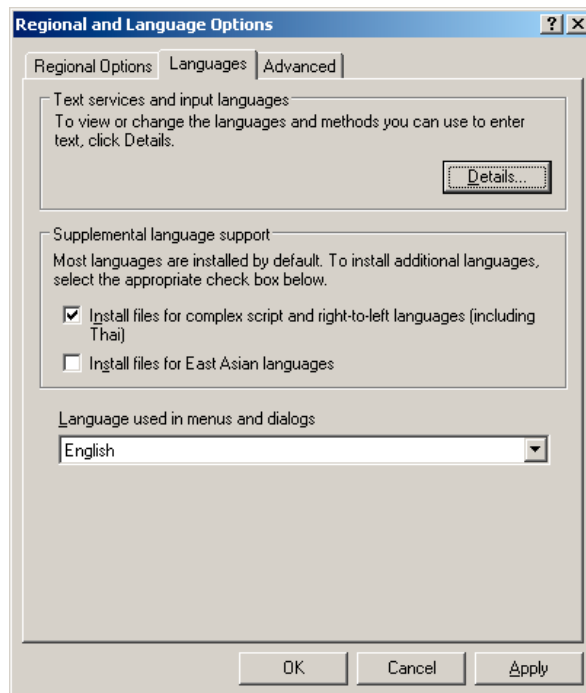 Regional and Language Options
Regional Options
Languages
Advanced
Text services and input languages
To view or change the languages and methods you can use to enter
text, click Details.
Details...
Supplemental language support
Most languages are installed by default. To install additional languages,
select the appropriate check box below.
Install files for complex script and right-to-left languages (including
Thai)
Install files for East Asian languages
Language used in menus and dialogs
English
OK
Cancel
Apply